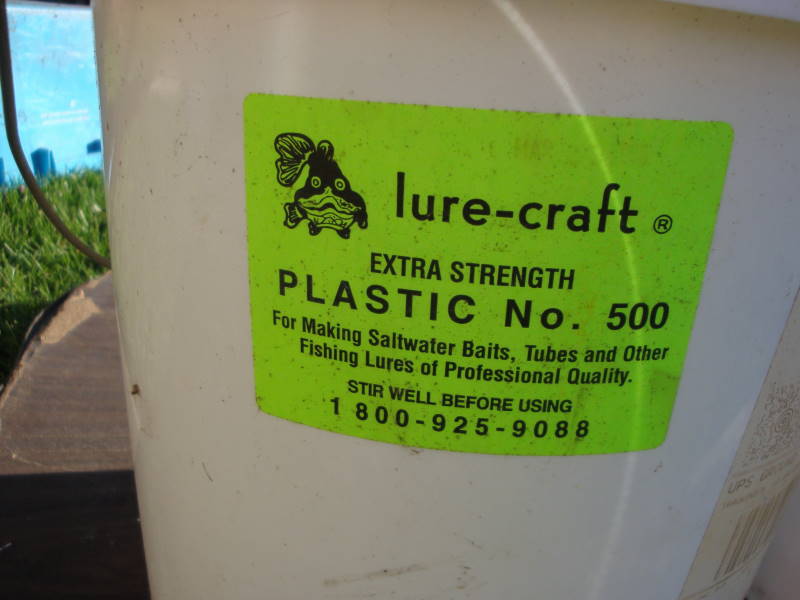 lure-craft ®
EXTRA STRENGTH
PLASTIC No. 500
For Making Saltwater Baits, Tubes and Other
Fishing Lures of Professional Quality.
STIR WELL BEFORE USING
1 800-925-9088
UPS